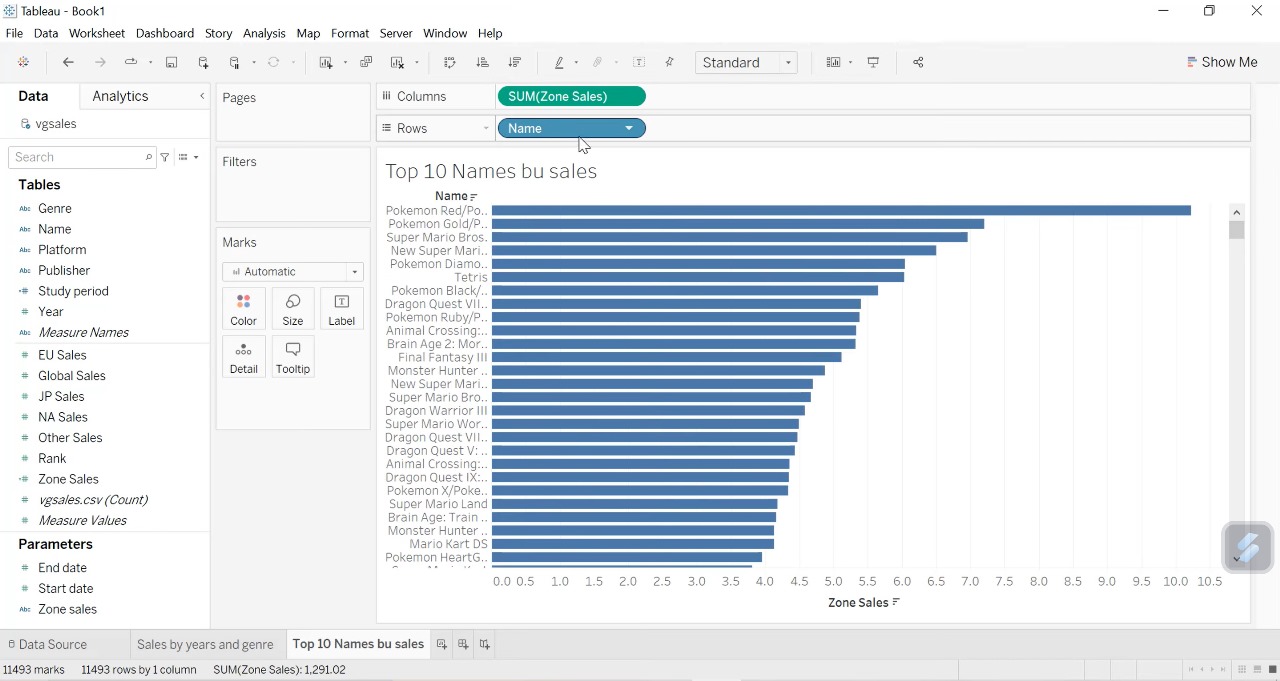 Tableau - Book1
File Data Worksheet Dashboard Story Analysis Map Format Server Window Help
Standard
Show Me
Data
Analytics
Pages
Columns
SUM(Zone Sales)
vgsales
Rows
Name
Search
Filters
Top 10 Names bu sales
Tables
Abc Genre
Abc Name
Abc Platform
Abc Publisher
Study period
Year
Abc Measure Names
EU Sales
Global Sales
JP Sales
NA Sales
Other Sales
Rank
Zone Sales
vgsales.csv (Count)
Measure Values
Parameters
End date
Start date
Abc Zone sales
Marks
Automatic
Color
Size
Label
Detail
Tooltip
Name
Pokemon Red/Po..
Pokemon Gold/P..
Super Mario Bros.
New Super Mari..
Pokemon Diamo..
Tetris
Pokemon Black/..
Dragon Quest VII..
Pokemon Ruby/P..
Animal Crossing:..
Brain Age 2: Mor..
Final Fantasy III
Monster Hunter ..
New Super Mari..
Super Mario Bro..
Dragon Warrior III
Super Mario Wor..
Dragon Quest VII..
Dragon Quest V: ..
Animal Crossing:..
Dragon Quest IX:..
Pokemon X/Poke..
Super Mario Land
Brain Age: Train ..
Monster Hunter ..
Mario Kart DS
Pokemon HeartG..
0.0 0.5 1.0 1.5 2.0 2.5 3.0 3.5 4.0 4.5 5.0 5.5 6.0 6.5 7.0 7.5 8.0 8.5 9.0 9.5 10.0 10.5
Zone Sales
Data Source
Sales by years and genre
Top 10 Names bu sales
11493 marks 11493 rows by 1 column SUM(Zone Sales): 1,291.02